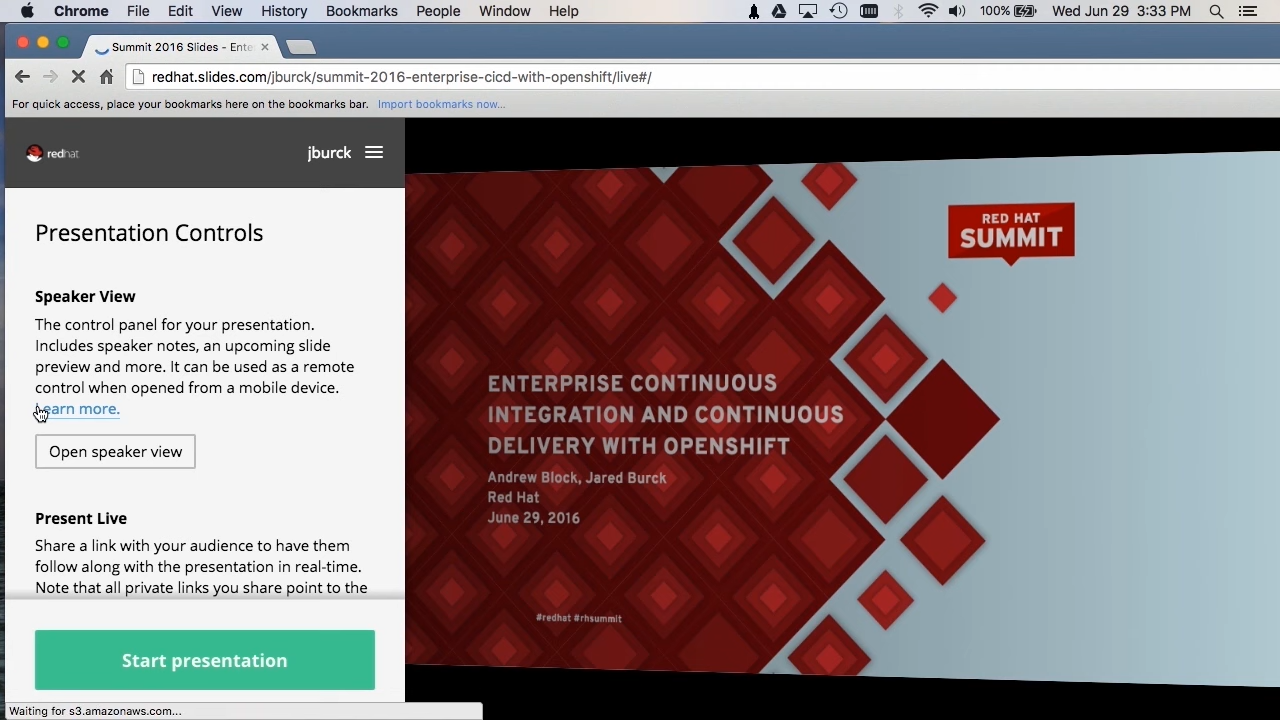 Chrome File Edit View History Bookmarks People Window Help 100% Wed Jun 29 3:33 PM
Summit 2016 Slides - Ente
redhat.slides.com/jburck/summit-2016-enterprise-cicd-with-openshift/live#/
For quick access, place your bookmarks here on the bookmarks bar. Import bookmarks now...
redhat jburck
Presentation Controls
Speaker View
The control panel for your presentation.
Includes speaker notes, an upcoming slide
preview and more. It can be used as a remote
control when opened from a mobile device.
Learn more.
Open speaker view
Present Live
Share a link with your audience to have them
follow along with the presentation in real-time.
Note that all private links you share point to the
Start presentation
Waiting for s3.amazonaws.com...
RED HAT
SUMMIT
ENTERPRISE CONTINUOUS
INTEGRATION AND CONTINUOUS
DELIVERY WITH OPENSHIFT
Andrew Block, Jared Burck
Red Hat
June 29, 2016
#redhat #rhsummit